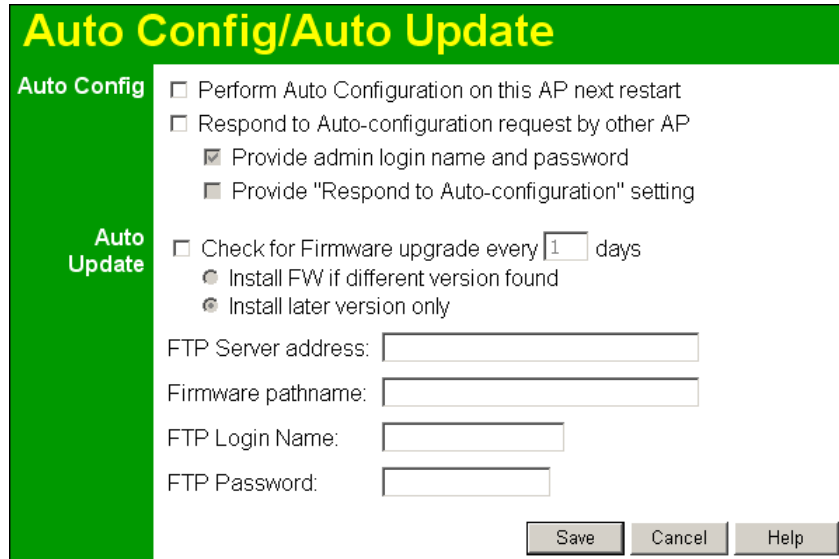 Auto Config/Auto Update
Auto Config
Perform Auto Configuration on this AP next restart
Respond to Auto-configuration request by other AP
Provide admin login name and password
Provide "Respond to Auto-configuration" setting
Auto
Update
Check for Firmware upgrade every 1 days
Install FW if different version found
Install later version only
FTP Server address:
Firmware pathname:
FTP Login Name:
FTP Password:
Save Cancel Help